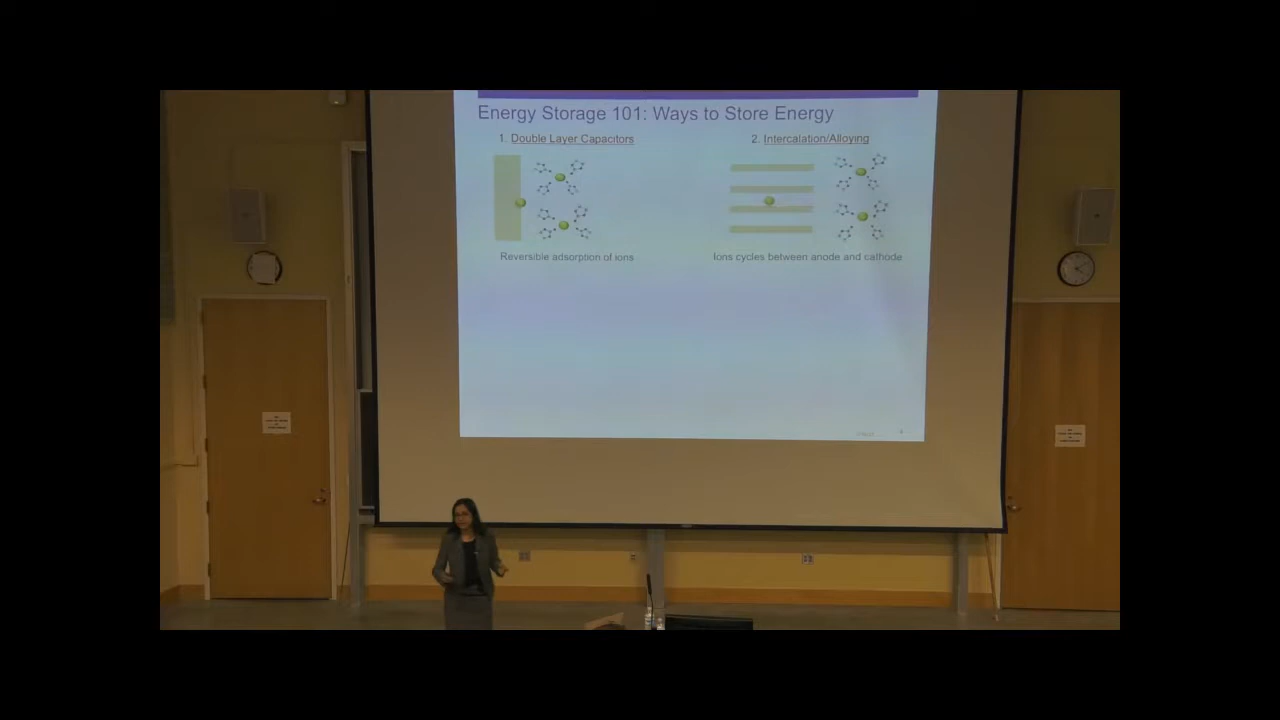 Energy Storage 101: Ways to Store Energy
1. Double Layer Capacitors
2. Intercalation/Alloying
Reversible adsorption of ions
Ions cycles between anode and cathode
4